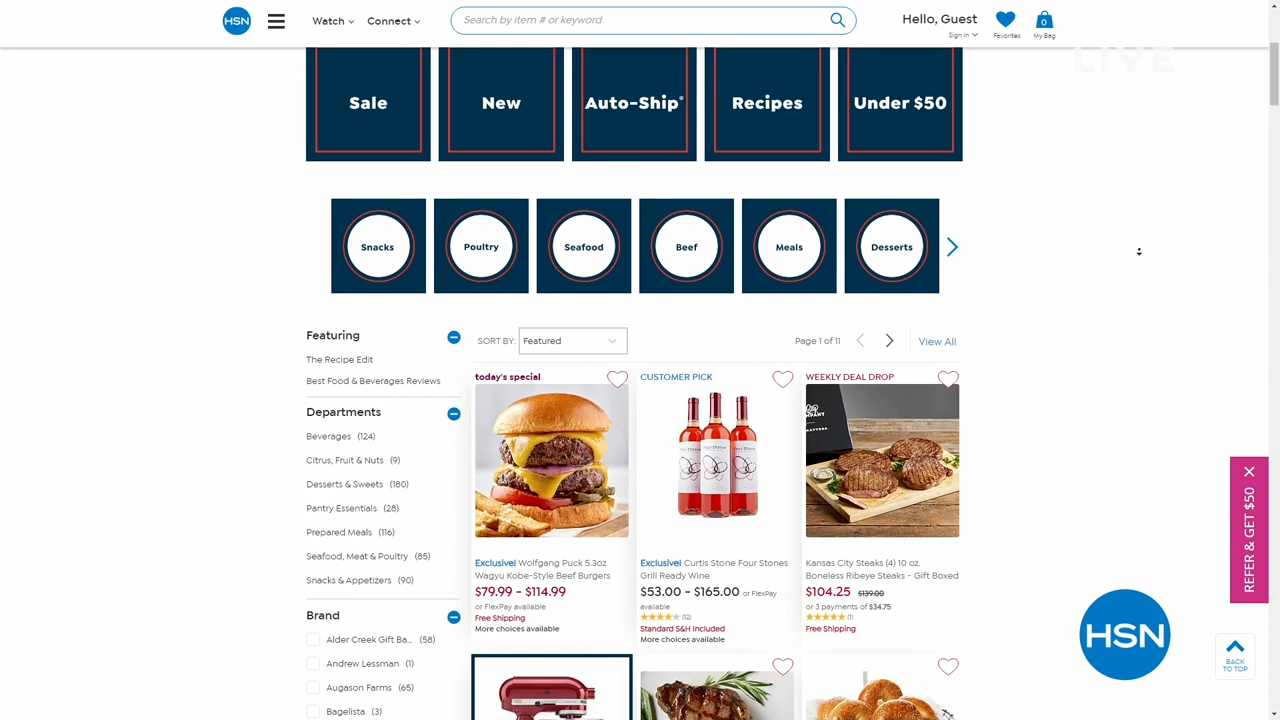 HSN
Watch
Connect
Search by item # or keyword
Hello, Guest
Sign In
Favorites
0
My Bag
LIVE
Sale
New
Auto-Ship®
Recipes
Under $50
Snacks
Poultry
Seafood
Beef
Meals
Desserts
Featuring
The Recipe Edit
Best Food & Beverages Reviews
Departments
Beverages (124)
Citrus, Fruit & Nuts (9)
Desserts & Sweets (180)
Pantry Essentials (28)
Prepared Meals (116)
Seafood, Meat & Poultry (85)
Snacks & Appetizers (90)
Brand
Alder Creek Gift Ba... (58)
Andrew Lessman (1)
Augason Farms (65)
Bagelista (3)
SORT BY: Featured
Page 1 of 11
View All
today's special
Exclusive! Wolfgang Puck 5.3oz
Wagyu Kobe-Style Beef Burgers
$79.99 - $114.99
or FlexPay available
Free Shipping
More choices available
CUSTOMER PICK
Exclusive! Curtis Stone Four Stones
Grill Ready Wine
$53.00 - $165.00 or FlexPay
available
(12)
Standard S&H Included
More choices available
WEEKLY DEAL DROP
Kansas City Steaks (4) 10 oz.
Boneless Ribeye Steaks - Gift Boxed
$104.25 $139.00
or 3 payments of $34.75
(1)
Free Shipping
REFER & GET $50
HSN
BACK
TO TOP